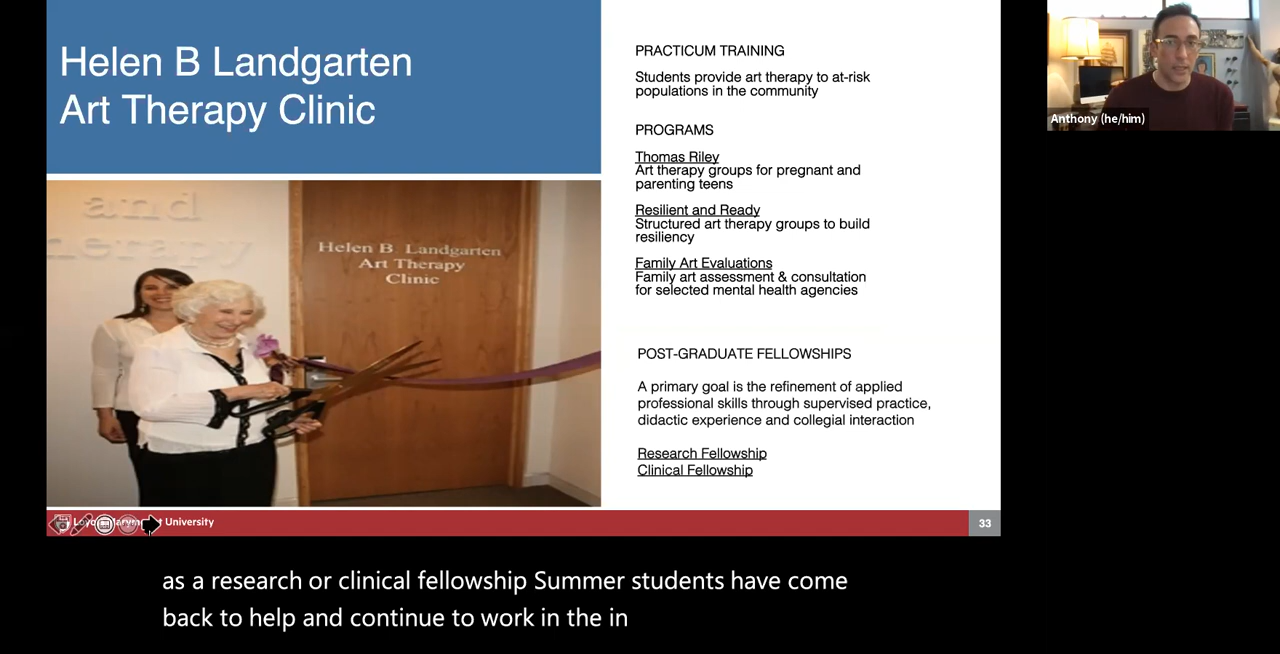 Helen B Landgarten
Art Therapy Clinic
and
herapy
Helen B. Landgarten
Art Therapy
Clinic
PRACTICUM TRAINING
Students provide art therapy to at-risk
populations in the community
PROGRAMS
Thomas Riley
Art therapy groups for pregnant and
parenting teens
Resilient and Ready
Structured art therapy groups to build
resiliency
Family Art Evaluations
Family art assessment & consultation
for selected mental health agencies
POST-GRADUATE FELLOWSHIPS
A primary goal is the refinement of applied
professional skills through supervised practice,
didactic experience and collegial interaction
Research Fellowship
Clinical Fellowship
University
33
Anthony (he/him)
as a research or clinical fellowship Summer students have come
back to help and continue to work in the in